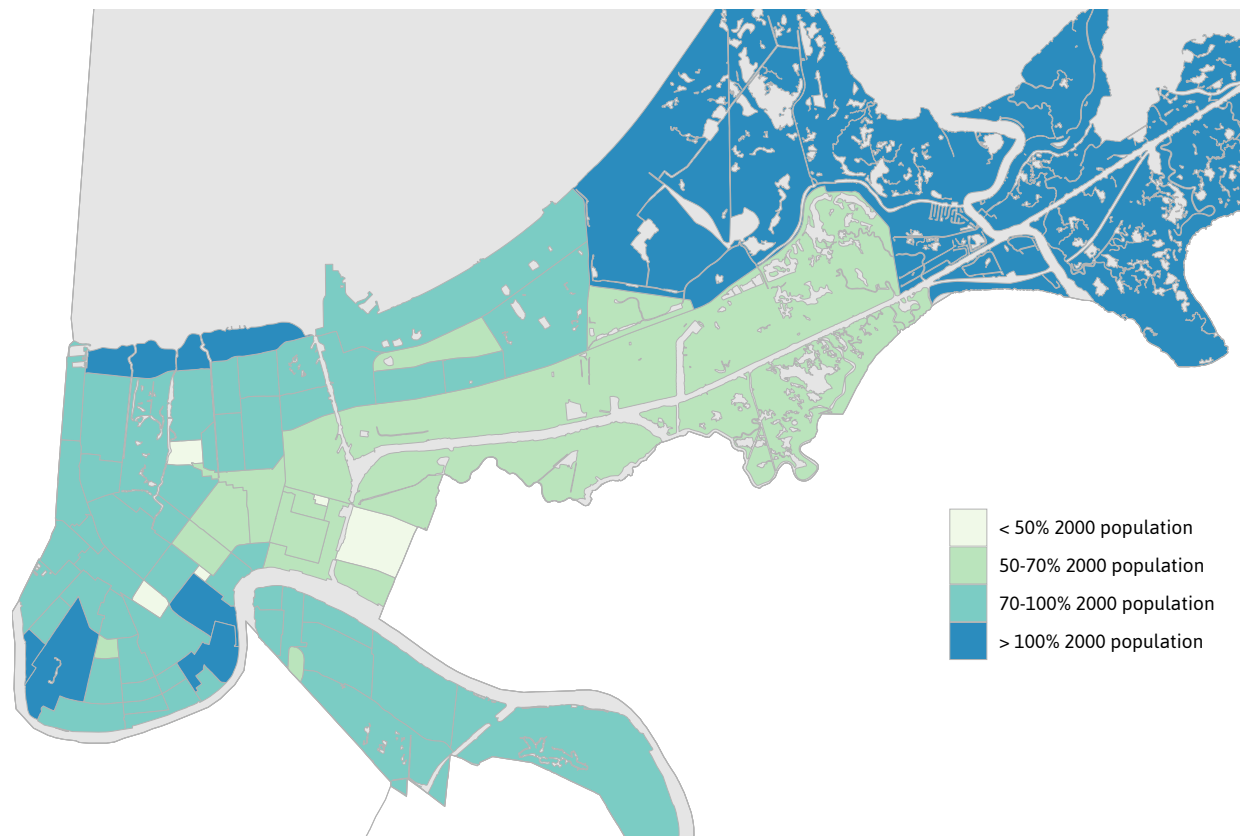 < 50% 2000 population
50-70% 2000 population
70-100% 2000 population
> 100% 2000 population